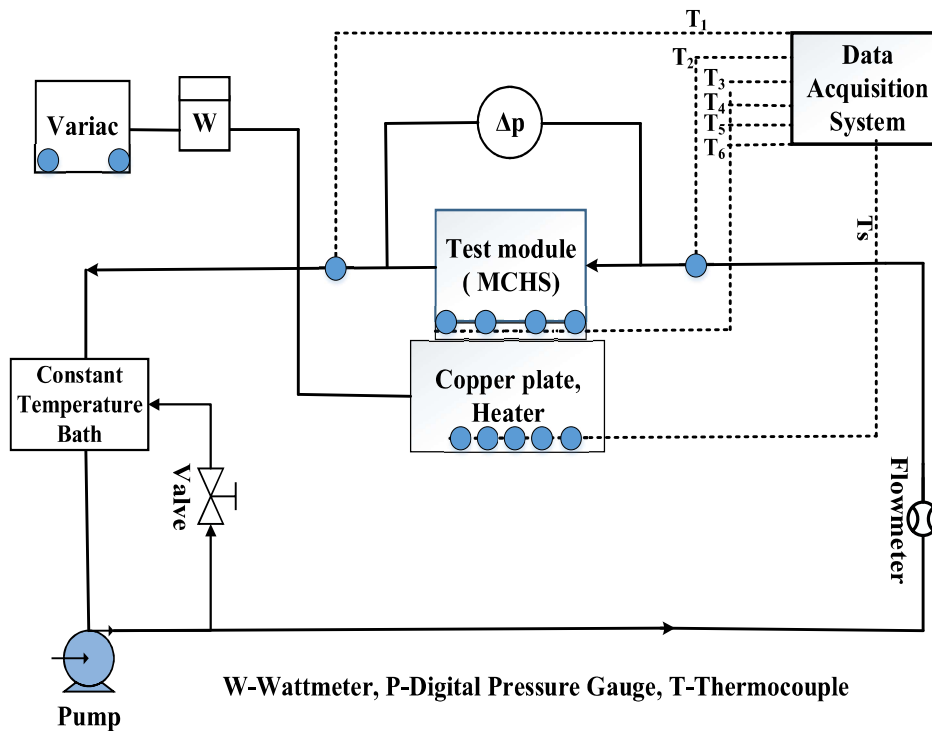 T1
T2
T3
T4
T5
T6
Data
Acquisition
System
Variac
W
Δp
Ts
Test module
( MCHS)
Constant
Temperature
Bath
Copper plate,
Heater
Valve
Flowmeter
W-Wattmeter, P-Digital Pressure Gauge, T-Thermocouple
Pump